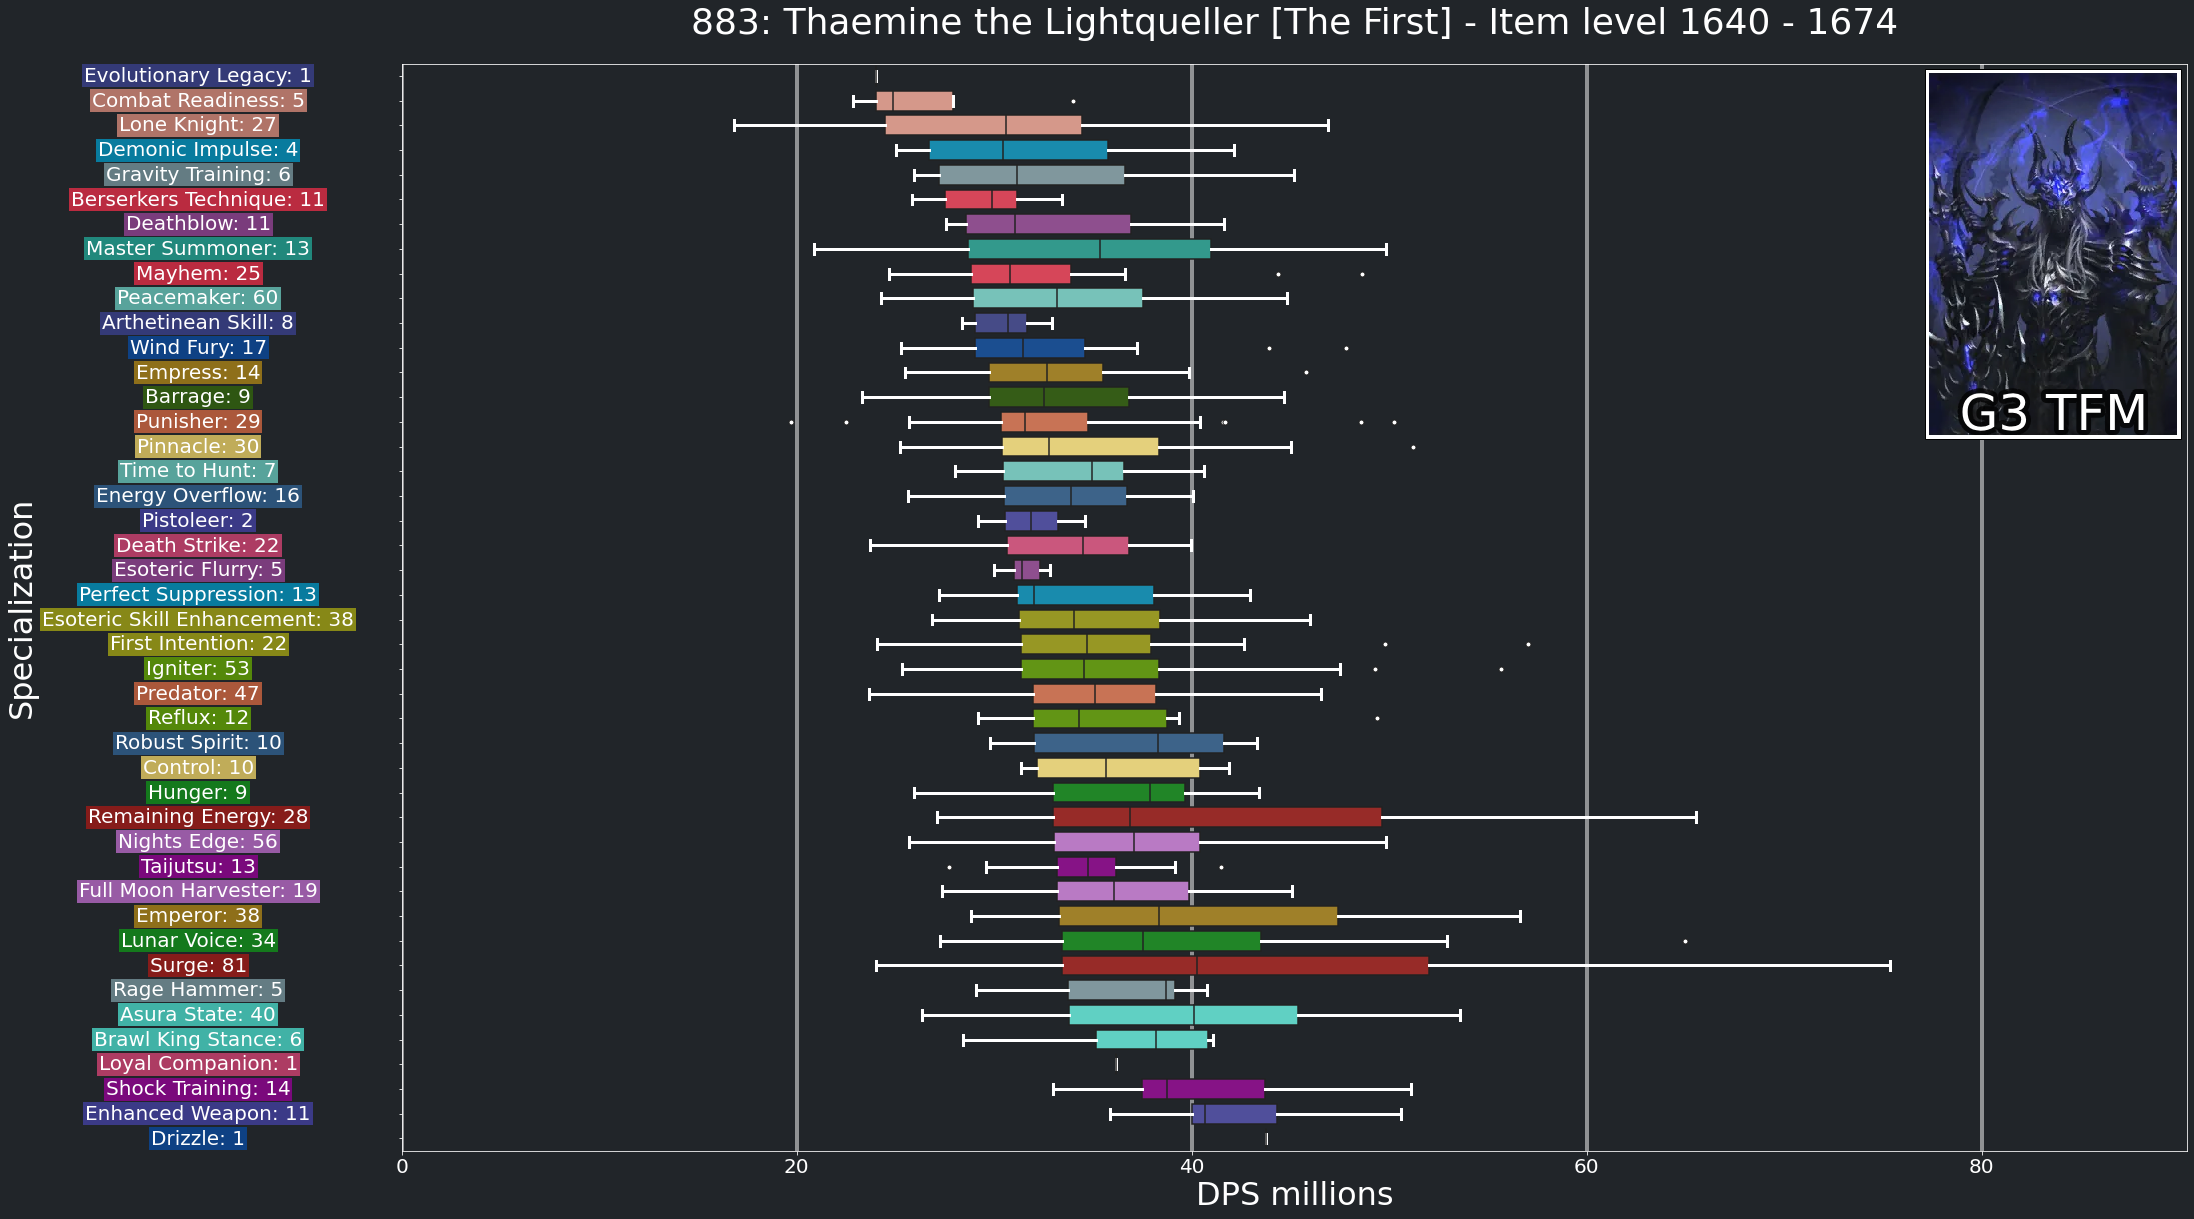 883: Thaemine the Lightqueller [The First] - Item level 1640 - 1674
Specialization
Evolutionary Legacy: 1
Combat Readiness: 5
Lone Knight: 27
Demonic Impulse: 4
Gravity Training: 6
Berserkers Technique: 11
Deathblow: 11
Master Summoner: 13
Mayhem: 25
Peacemaker: 60
Arthetinean Skill: 8
Wind Fury: 17
Empress: 14
Barrage: 9
Punisher: 29
Pinnacle: 30
Time to Hunt: 7
Energy Overflow: 16
Pistoleer: 2
Death Strike: 22
Esoteric Flurry: 5
Perfect Suppression: 13
Esoteric Skill Enhancement: 38
First Intention: 22
Igniter: 53
Predator: 47
Reflux: 12
Robust Spirit: 10
Control: 10
Hunger: 9
Remaining Energy: 28
Nights Edge: 56
Taijutsu: 13
Full Moon Harvester: 19
Emperor: 38
Lunar Voice: 34
Surge: 81
Rage Hammer: 5
Asura State: 40
Brawl King Stance: 6
Loyal Companion: 1
Shock Training: 14
Enhanced Weapon: 11
Drizzle: 1
G3 TFM
0 20 40 60 80
DPS millions